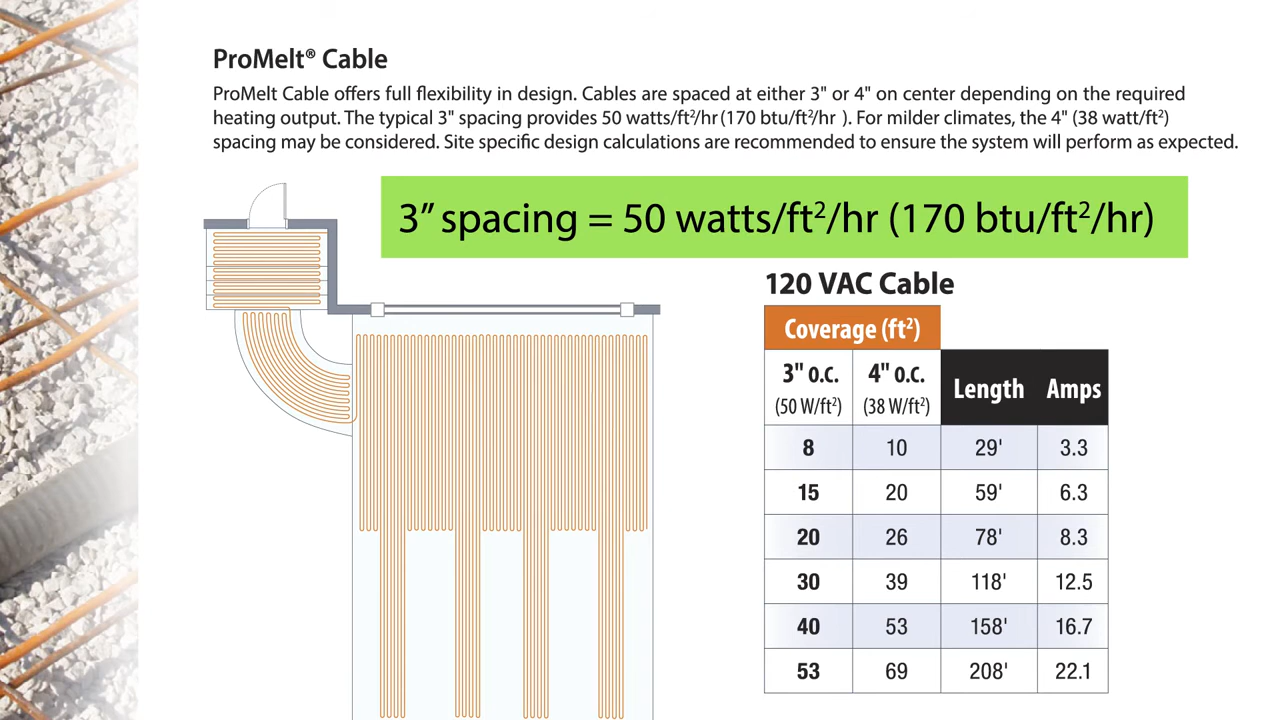 ProMelt® Cable
ProMelt Cable offers full flexibility in design. Cables are spaced at either 3" or 4" on center depending on the required
heating output. The typical 3" spacing provides 50 watts/ft²/hr (170 btu/ft²/hr ). For milder climates, the 4" (38 watt/ft²)
spacing may be considered. Site specific design calculations are recommended to ensure the system will perform as expected.
3” spacing = 50 watts/ft²/hr (170 btu/ft²/hr)
120 VAC Cable
Coverage (ft²)
3" O.C. 4" O.C. Length Amps
(50 W/ft²) (38 W/ft²)
8 10 29' 3.3
15 20 59' 6.3
20 26 78' 8.3
30 39 118' 12.5
40 53 158' 16.7
53 69 208' 22.1